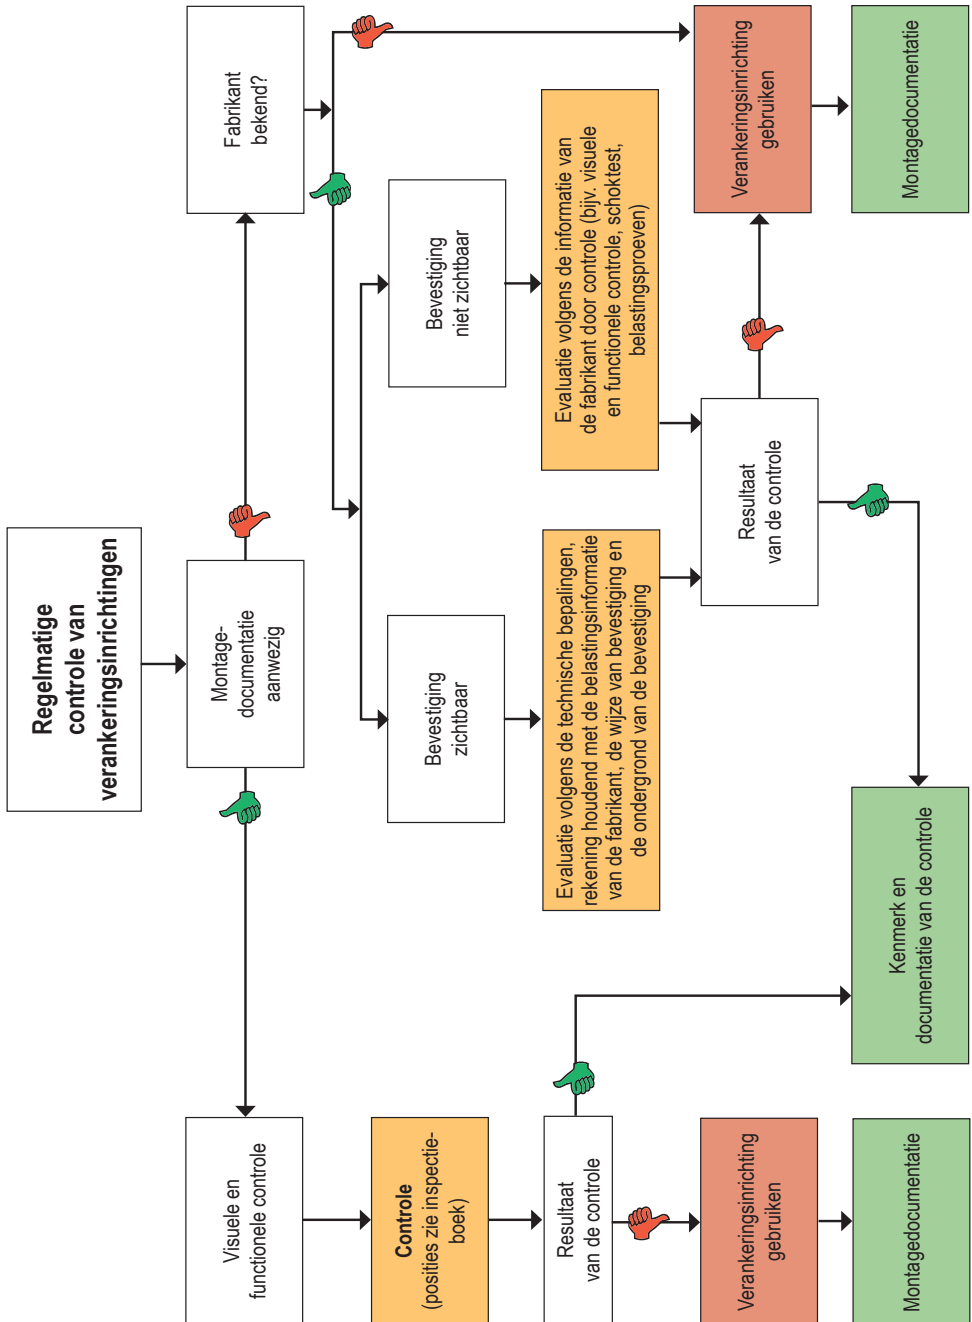 Regelmatige
controle van
verankeringsinrichtingen
Montage-
documentatie
aanwezig
Visuele en
functionele controle
Controle
(posities zie inspectie-
boek)
Resultaat
van de controle
Verankeringsinrichting
gebruiken
Montagedocumentatie
Kenmerk en
documentatie van de controle
Fabrikant
bekend?
Bevestiging
zichtbaar
Evaluatie volgens de technische bepalingen,
rekening houdend met de belastingsinformatie
van de fabrikant, de wijze van bevestiging en
de ondergrond van de bevestiging
Bevestiging
niet zichtbaar
Evaluatie volgens de informatie van
de fabrikant door controle (bijv. visuele
en functionele controle, schoktest,
belastingsproeven)
Resultaat
van de controle
Verankeringsinrichting
gebruiken
Montagedocumentatie